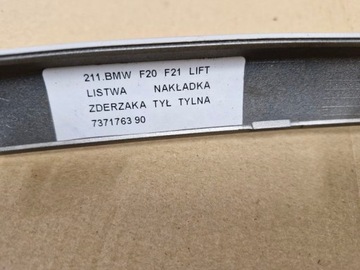 211.BMW F20 F21 LIFT
LISTWA NAKŁADKA
ZDERZAKA TYŁ TYLNA
7371763 90